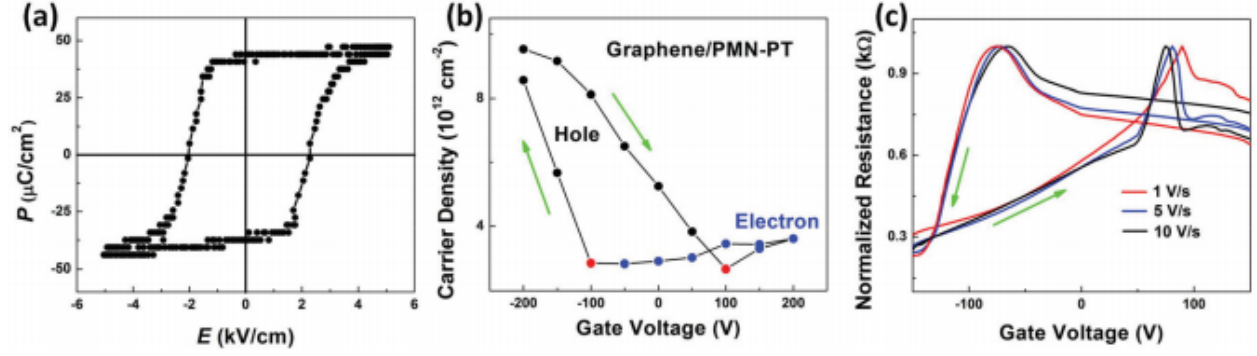 (a)
50
25
0
-25
-50
P (μC/cm²)
-6 -4 -2 0 2 4 6
E (kV/cm)
(b)
Graphene/PMN-PT
Hole
Electron
8
4
Carrier Density (10¹² cm⁻²)
-200 -100 0 100 200
Gate Voltage (V)
(c)
0.9
0.6
0.3
Normalized Resistance (kΩ)
1 V/s
5 V/s
10 V/s
-100 0 100
Gate Voltage (V)